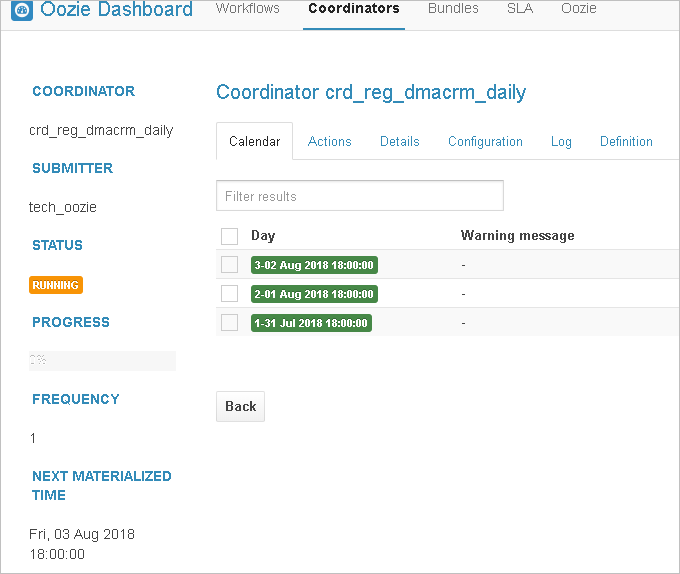 Oozie Dashboard Workflows Coordinators Bundles SLA Oozie
COORDINATOR
crd_reg_dmacrm_daily
SUBMITTER
tech_oozie
STATUS
RUNNING
PROGRESS
0%
FREQUENCY
1
NEXT MATERIALIZED
TIME
Fri, 03 Aug 2018
18:00:00
Coordinator crd_reg_dmacrm_daily
Calendar Actions Details Configuration Log Definition
Filter results
Day Warning message
3-02 Aug 2018 18:00:00 -
2-01 Aug 2018 18:00:00 -
1-31 Jul 2018 18:00:00 -
Back